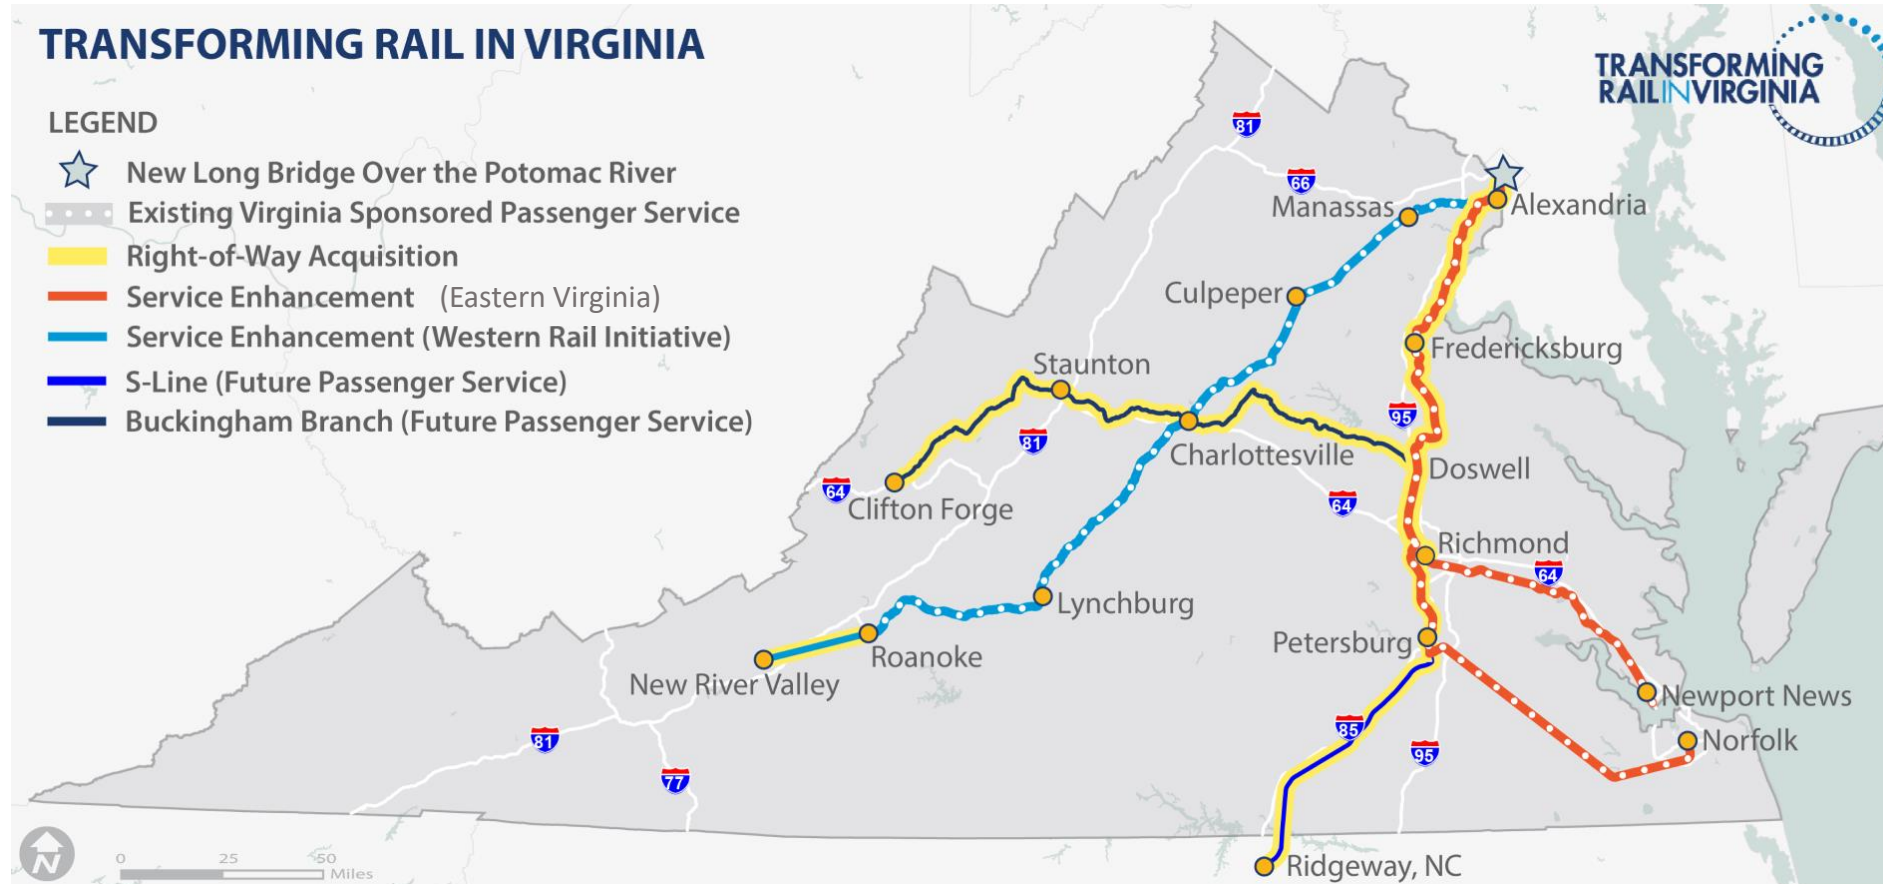 TRANSFORMING RAIL IN VIRGINIA
TRANSFORMING
RAILINVIRGINIA
LEGEND
New Long Bridge Over the Potomac River
Existing Virginia Sponsored Passenger Service
Right-of-Way Acquisition
Service Enhancement (Eastern Virginia)
Service Enhancement (Western Rail Initiative)
S-Line (Future Passenger Service)
Buckingham Branch (Future Passenger Service)
81
66
Manassas
Alexandria
Culpeper
Fredericksburg
Staunton
95
81
Charlottesville
Doswell
64
Clifton Forge
64
Richmond
64
Lynchburg
Petersburg
Roanoke
New River Valley
Newport News
85
Norfolk
81
95
77
N
0 25 50
Miles
Ridgeway, NC